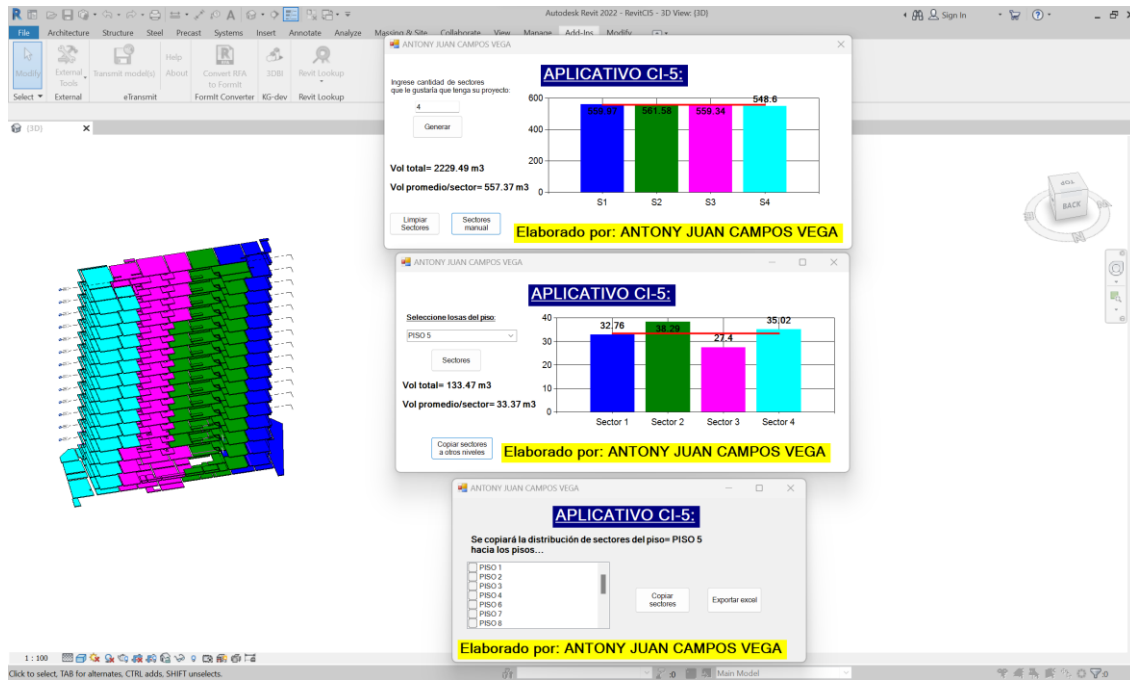 Autodesk Revit 2022 - RevitCIS - 3D View: {3D}
Sign In
File Architecture Structure Steel Precast Systems Insert Annotate Analyze Massing & Site Collaborate View Manage Add-Ins Modify
Modify
External Tools
Transmit model(s)
Help
About
Convert RFA to FormIt
3DBI
Revit Lookup
Select
External
eTransmit
FormIt Converter
KG-dev
Revit Lookup
{3D}
ANTONY JUAN CAMPOS VEGA
APLICATIVO CI-5:
Ingrese cantidad de sectores
que le gustaría que tenga su proyecto:
4
Generar
Vol total= 2229.49 m3
Vol promedio/sector= 557.37 m3
Limpiar
Sectores
Sectores
manual
600
400
200
0
561.58
559.34
548.6
S1 S2 S3 S4
Elaborado por: ANTONY JUAN CAMPOS VEGA
ANTONY JUAN CAMPOS VEGA
APLICATIVO CI-5:
Seleccione losas del piso:
PISO 5
Sectores
Vol total= 133.47 m3
Vol promedio/sector= 33.37 m3
Copiar sectores
a otros niveles
40
30
20
10
0
32.76
38.29
27.4
35.02
Sector 1 Sector 2 Sector 3 Sector 4
Elaborado por: ANTONY JUAN CAMPOS VEGA
ANTONY JUAN CAMPOS VEGA
APLICATIVO CI-5:
Se copiará la distribución de sectores del piso= PISO 5
hacia los pisos...
PISO 1
PISO 2
PISO 3
PISO 4
PISO 6
PISO 7
PISO 8
Copiar
sectores
Exportar excel
Elaborado por: ANTONY JUAN CAMPOS VEGA
BACK
1 : 100
Click to select, TAB for alternates, CTRL adds, SHIFT unselects.
:0
Main Model
:0